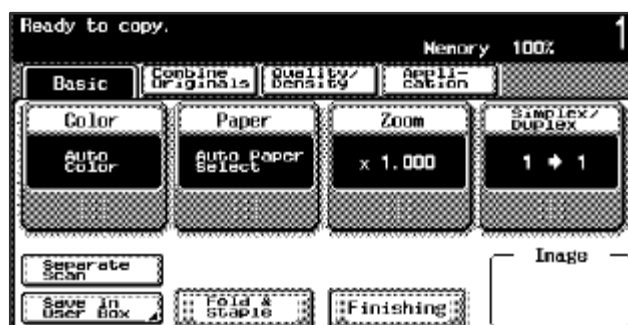 Ready to copy.
Memory 100% 1
Basic
Combine
Originals
Quality/
Density
Appli-
cation
Color
Paper
Zoom
Simplex/
Duplex
Auto
Color
Auto Paper
Select
x 1.000
1 → 1
Separate
Scan
Image
Save in
User Box
Fold &
Staple
Finishing